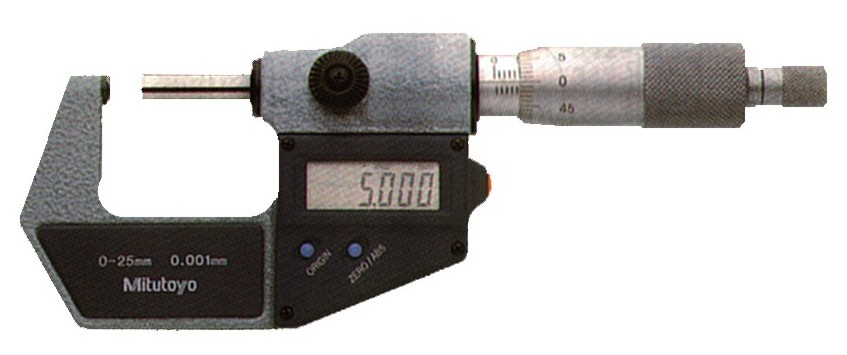 0
5
0
45
5.000
ORIGIN
ZERO/ABS
0-25mm 0.001mm
Mitutoyo